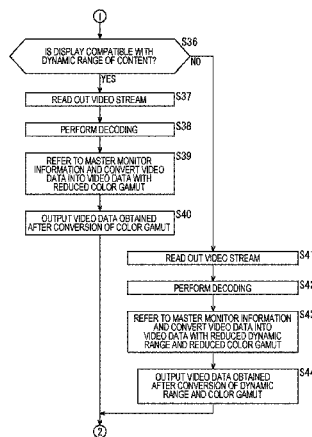 1
S36
IS DISPLAY COMPATIBLE WITH
DYNAMIC RANGE OF CONTENT?
NO
YES
S37
READ OUT VIDEO STREAM
S38
PERFORM DECODING
S39
REFER TO MASTER MONITOR
INFORMATION AND CONVERT VIDEO
DATA INTO VIDEO DATA WITH
REDUCED COLOR GAMUT
S40
OUTPUT VIDEO DATA OBTAINED
AFTER CONVERSION OF COLOR GAMUT
S41
READ OUT VIDEO STREAM
S42
PERFORM DECODING
S43
REFER TO MASTER MONITOR INFORMATION
AND CONVERT VIDEO DATA INTO
VIDEO DATA WITH REDUCED DYNAMIC
RANGE AND REDUCED COLOR GAMUT
S44
OUTPUT VIDEO DATA OBTAINED
AFTER CONVERSION OF DYNAMIC
RANGE AND COLOR GAMUT
2